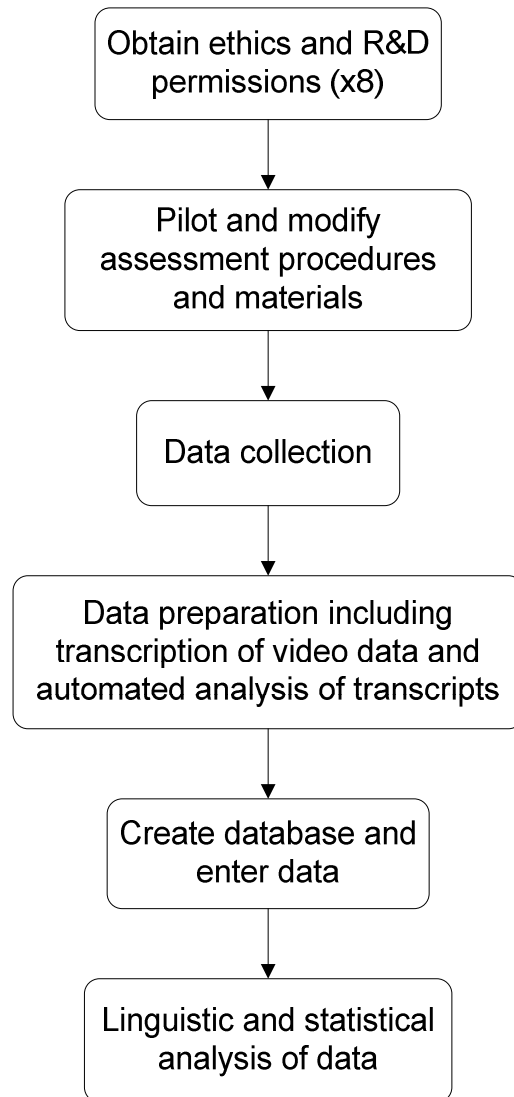 Obtain ethics and R&D
permissions (x8)
Pilot and modify
assessment procedures
and materials
Data collection
Data preparation including
transcription of video data and
automated analysis of transcripts
Create database and
enter data
Linguistic and statistical
analysis of data